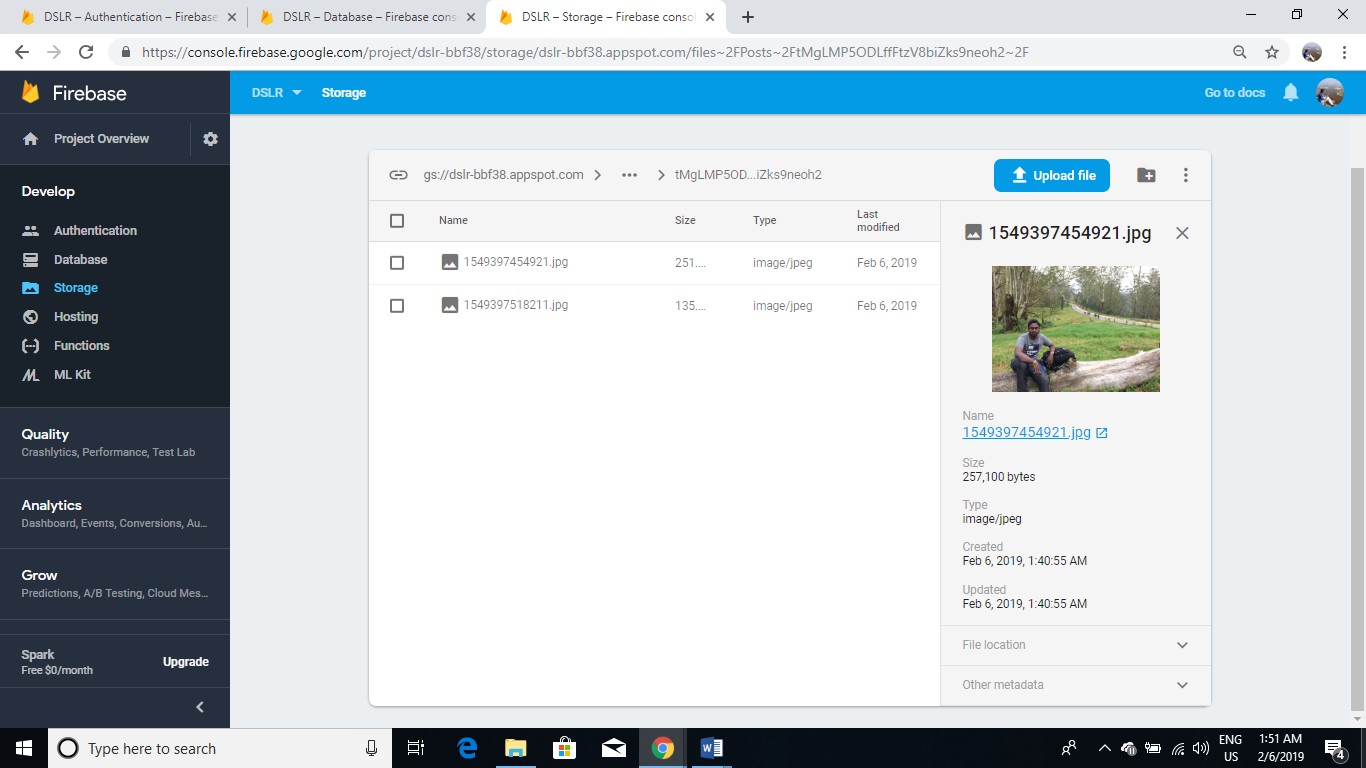 DSLR – Authentication – Firebase
DSLR – Database – Firebase cons
DSLR – Storage – Firebase consol
https://console.firebase.google.com/project/dslr-bbf38/storage/dslr-bbf38.appspot.com/files~2FPosts~2FtMgLMP5ODLffFtzV8biZks9neoh2~2F
Firebase
DSLR
Storage
Go to docs
Project Overview
Develop
Authentication
Database
Storage
Hosting
Functions
ML Kit
Quality
Crashlytics, Performance, Test Lab
Analytics
Dashboard, Events, Conversions, Au...
Grow
Predictions, A/B Testing, Cloud Mes...
Spark
Free $0/month
Upgrade
gs://dslr-bbf38.appspot.com
tMgLMP5OD...iZks9neoh2
Upload file
Name
Size
Type
Last
modified
1549397454921.jpg
251....
image/jpeg
Feb 6, 2019
1549397518211.jpg
135....
image/jpeg
Feb 6, 2019
1549397454921.jpg
Name
1549397454921.jpg
Size
257,100 bytes
Type
image/jpeg
Created
Feb 6, 2019, 1:40:55 AM
Updated
Feb 6, 2019, 1:40:55 AM
File location
Other metadata
Type here to search
ENG
US
1:51 AM
2/6/2019
4